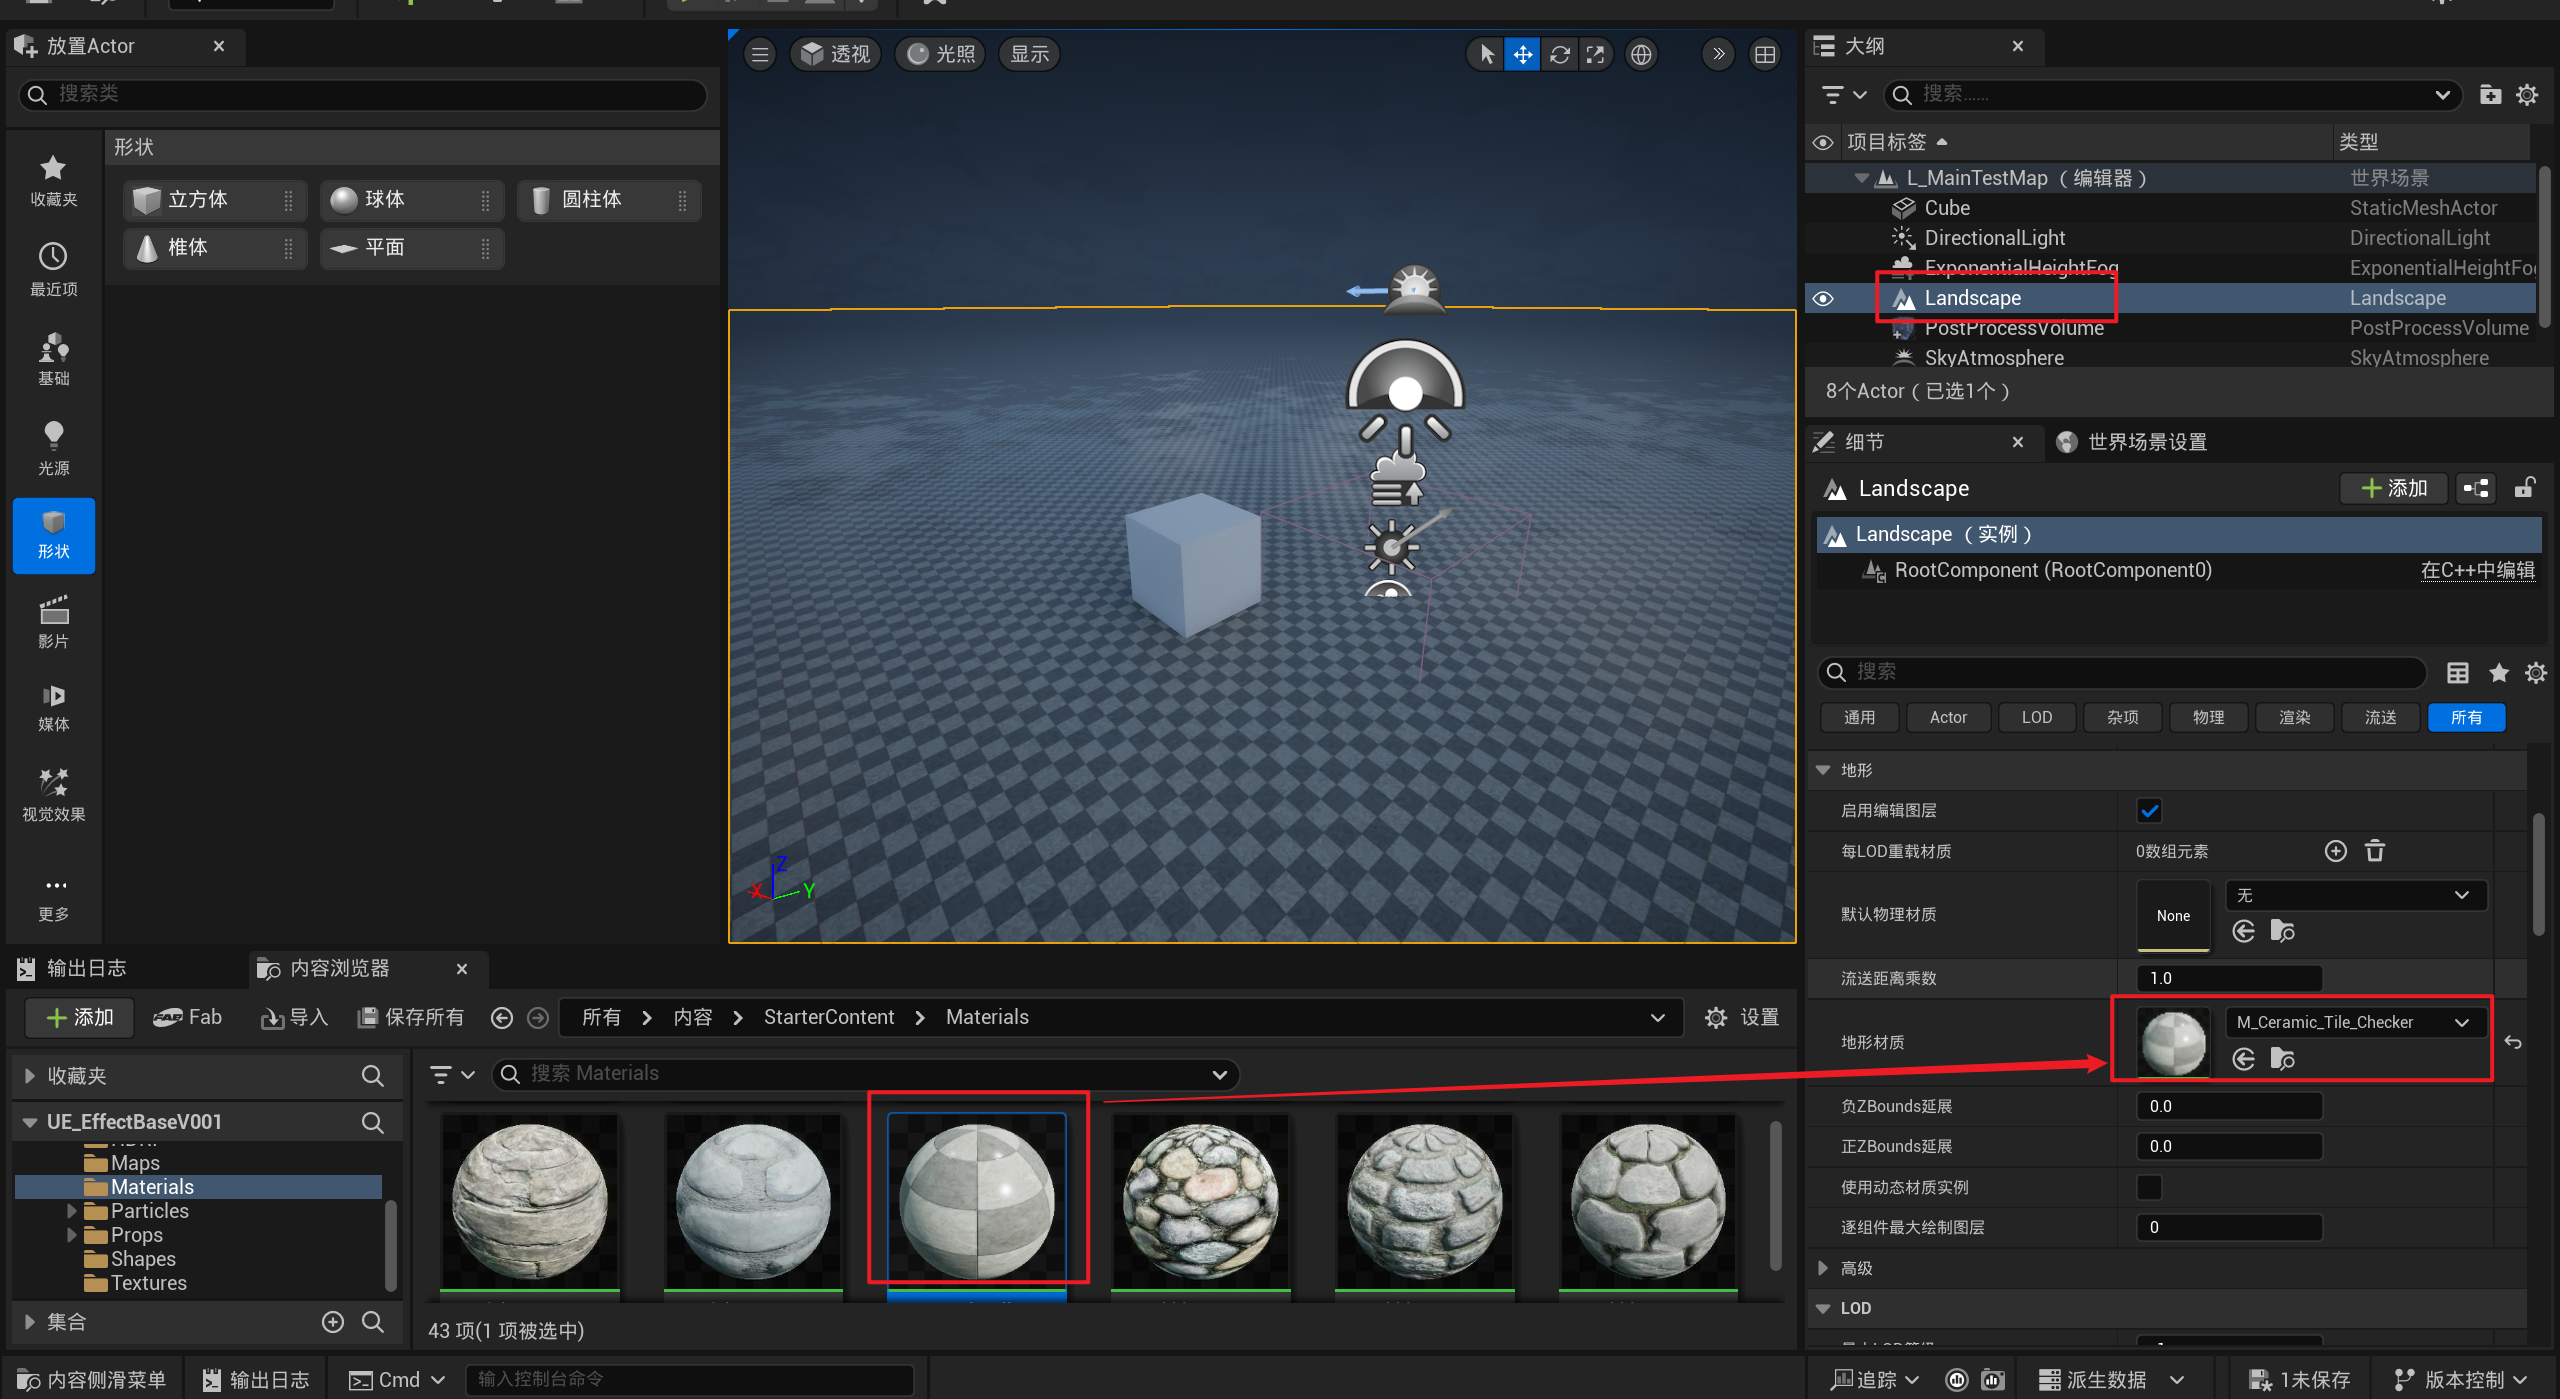 放置Actor
搜索类
形状
立方体
球体
圆柱体
椎体
平面
收藏夹
最近项
基础
光源
形状
影片
媒体
视觉效果
更多
透视
光照
显示
Z
X
Y
大纲
搜索......
项目标签
类型
L_MainTestMap（编辑器）
世界场景
Cube
StaticMeshActor
DirectionalLight
DirectionalLight
ExponentialHeightFog
ExponentialHeightFo
Landscape
Landscape
PostProcessVolume
PostProcessVolume
SkyAtmosphere
SkyAtmosphere
8个Actor（已选1个）
细节
世界场景设置
Landscape
添加
Landscape（实例）
RootComponent (RootComponent0)
在C++中编辑
搜索
通用
Actor
LOD
杂项
物理
渲染
流送
所有
地形
启用编辑图层
每LOD重载材质
0数组元素
默认物理材质
None
无
流送距离乘数
1.0
地形材质
M_Ceramic_Tile_Checker
负ZBounds延展
0.0
正ZBounds延展
0.0
使用动态材质实例
逐组件最大绘制图层
0
高级
LOD
输出日志
内容浏览器
添加
Fab
导入
保存所有
所有
内容
StarterContent
Materials
设置
收藏夹
搜索 Materials
UE_EffectBaseV001
Maps
Materials
Particles
Props
Shapes
Textures
集合
43 项(1 项被选中)
内容侧滑菜单
输出日志
Cmd
输入控制台命令
追踪
派生数据
1未保存
版本控制